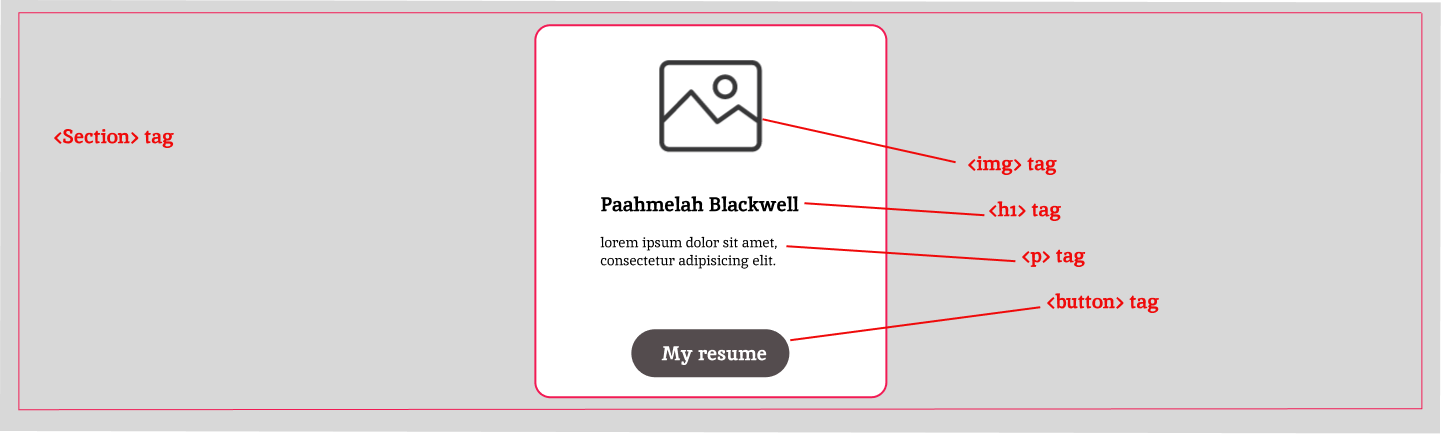 <Section> tag
<img> tag
Paahmelah Blackwell
<h1> tag
lorem ipsum dolor sit amet,
consectetur adipisicing elit.
<p> tag
<button> tag
My resume